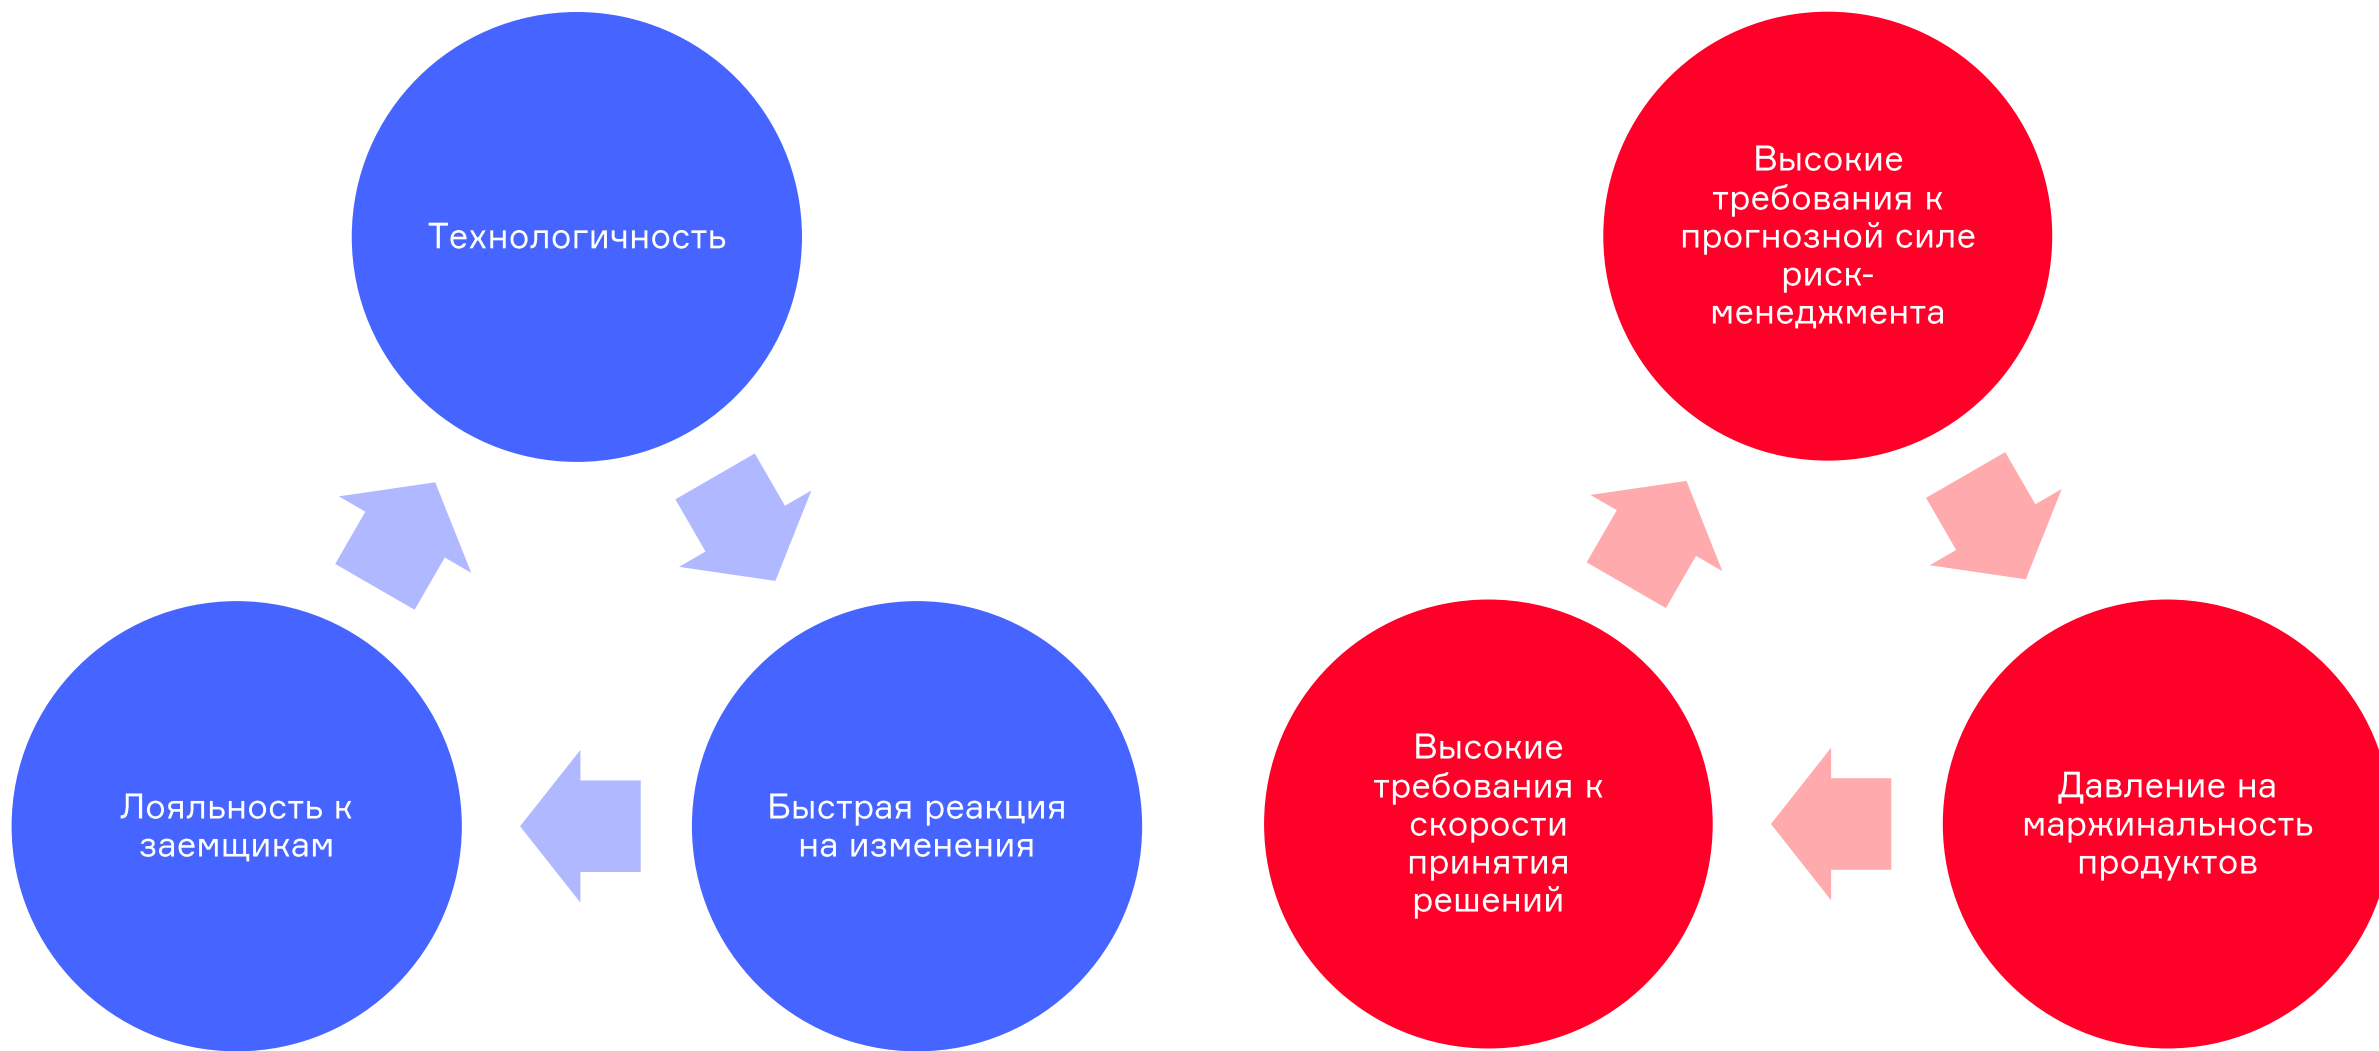 Технологичность
Быстрая реакция
на изменения
Лояльность к
заемщикам
Высокие
требования к
прогнозной силе
риск-
менеджмента
Давление на
маржинальность
продуктов
Высокие
требования к
скорости
принятия
решений